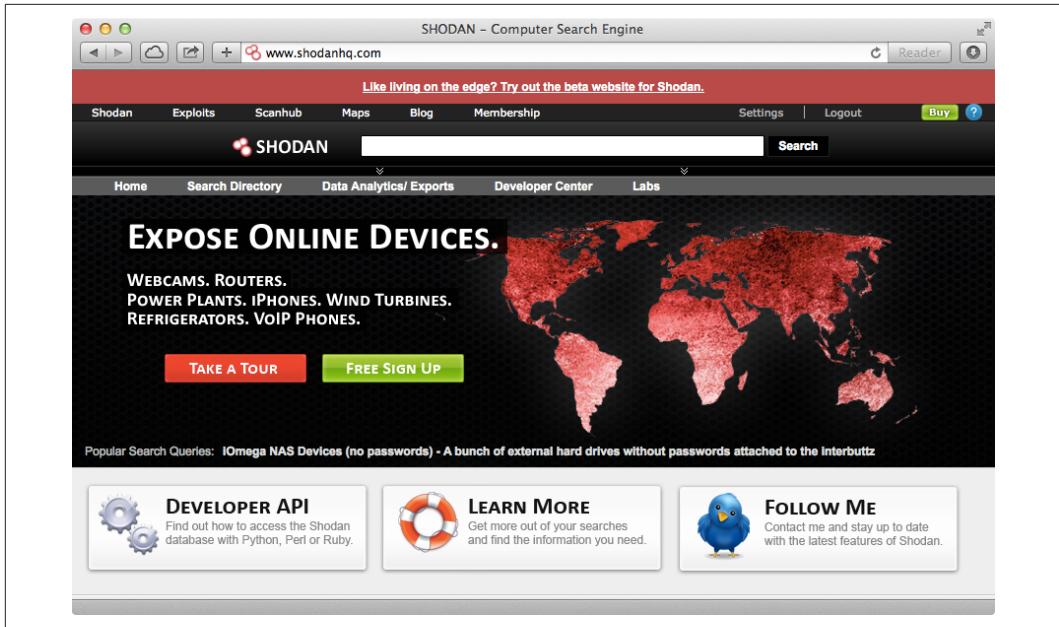 SHODAN – Computer Search Engine
www.shodanhq.com
Reader
Like living on the edge? Try out the beta website for Shodan.
Shodan Exploits Scanhub Maps Blog Membership Settings | Logout Buy ?
SHODAN Search
Home Search Directory Data Analytics/ Exports Developer Center Labs
EXPOSE ONLINE DEVICES.
WEBCAMS. ROUTERS.
POWER PLANTS. IPHONES. WIND TURBINES.
REFRIGERATORS. VOIP PHONES.
TAKE A TOUR FREE SIGN UP
Popular Search Queries: IOmega NAS Devices (no passwords) - A bunch of external hard drives without passwords attached to the interbuttz
DEVELOPER API
Find out how to access the Shodan
database with Python, Perl or Ruby.
LEARN MORE
Get more out of your searches
and find the information you need.
FOLLOW ME
Contact me and stay up to date
with the latest features of Shodan.